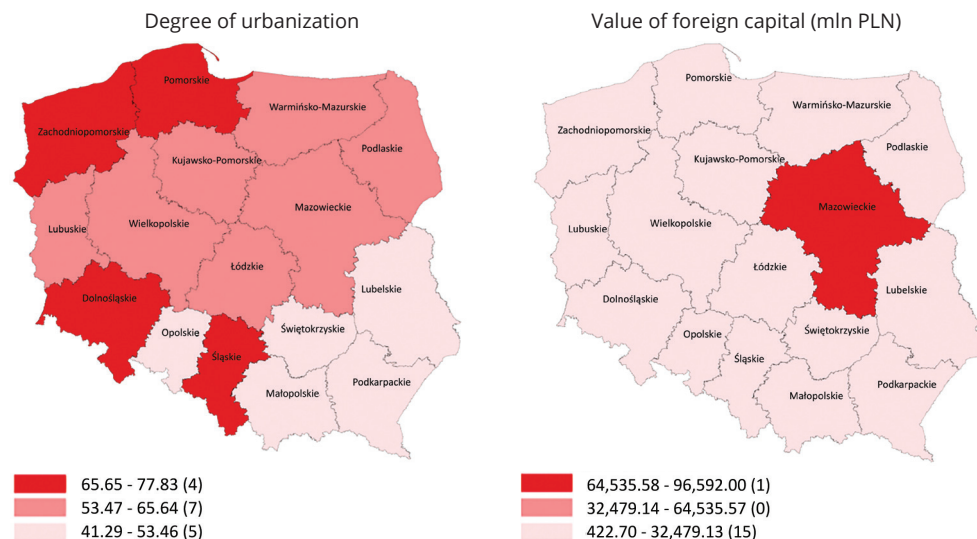 Degree of urbanization
Pomorskie
Warmińsko-Mazurskie
Zachodniopomorskie
Podlaskie
Kujawsko-Pomorskie
Mazowieckie
Wielkopolskie
Lubuskie
Łódzkie
Lubelskie
Dolnośląskie
Opolskie
Świętokrzyskie
Śląskie
Podkarpackie
Małopolskie
65.65 - 77.83 (4)
53.47 - 65.64 (7)
41.29 - 53.46 (5)
Value of foreign capital (mln PLN)
Pomorskie
Warmińsko-Mazurskie
Zachodniopomorskie
Podlaskie
Kujawsko-Pomorskie
Mazowieckie
Wielkopolskie
Lubuskie
Łódzkie
Lubelskie
Dolnośląskie
Opolskie
Świętokrzyskie
Śląskie
Podkarpackie
Małopolskie
64,535.58 - 96,592.00 (1)
32,479.14 - 64,535.57 (0)
422.70 - 32,479.13 (15)